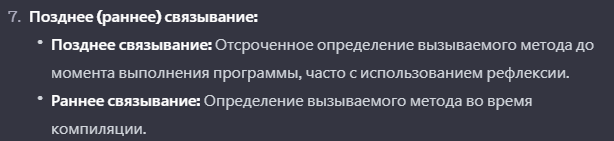 7. Позднее (раннее) связывание:
• Позднее связывание: Отсроченное определение вызываемого метода до
момента выполнения программы, часто с использованием рефлексии.
• Раннее связывание: Определение вызываемого метода во время
компиляции.